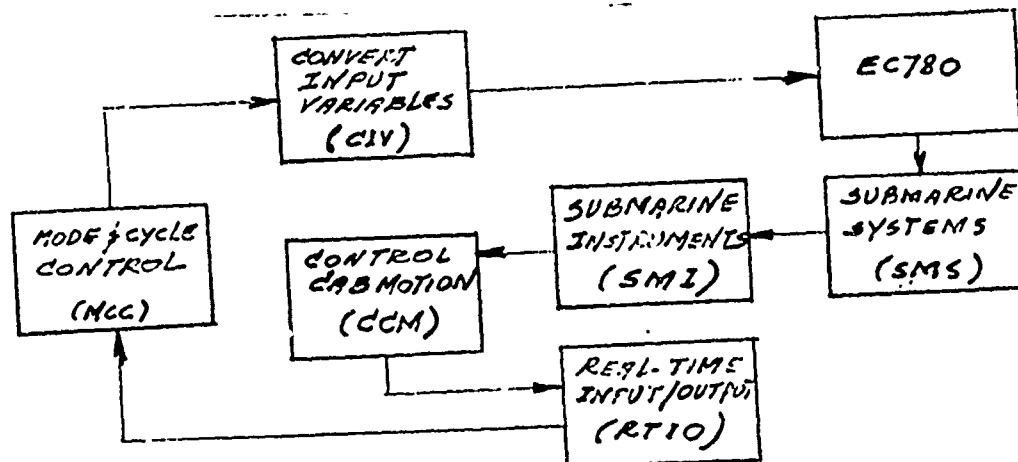 CONVERT
INPUT
VARIABLES
(CIV)
EC780
MODE & CYCLE
CONTROL
(MCC)
CONTROL
CAB MOTION
(CCM)
SUBMARINE
INSTRUMENTS
(SMI)
SUBMARINE
SYSTEMS
(SMS)
REAL-TIME
INPUT/OUTPUT
(RTIO)